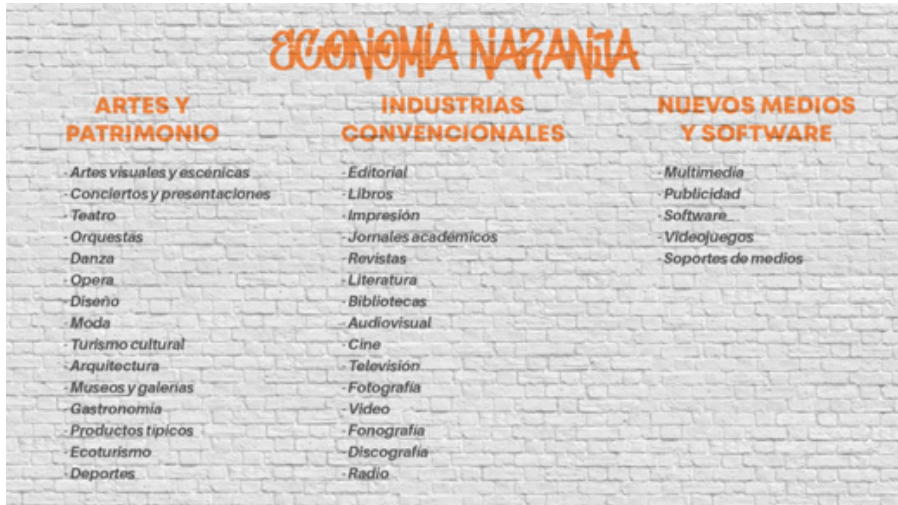 ECONOMÍA NARANJA
ARTES Y
PATRIMONIO
- Artes visuales y escénicas
- Conciertos y presentaciones
- Teatro
- Orquestas
- Danza
- Opera
- Diseño
- Moda
- Turismo cultural
- Arquitectura
- Museos y galerías
- Gastronomía
- Productos típicos
- Ecoturismo
- Deportes
INDUSTRIAS
CONVENCIONALES
- Editorial
- Libros
- Impresión
- Jornales académicos
- Revistas
- Literatura
- Bibliotecas
- Audiovisual
- Cine
- Televisión
- Fotografía
- Video
- Fonografía
- Discografía
- Radio
NUEVOS MEDIOS
Y SOFTWARE
- Multimedia
- Publicidad
- Software
- Videojuegos
- Soportes de medios